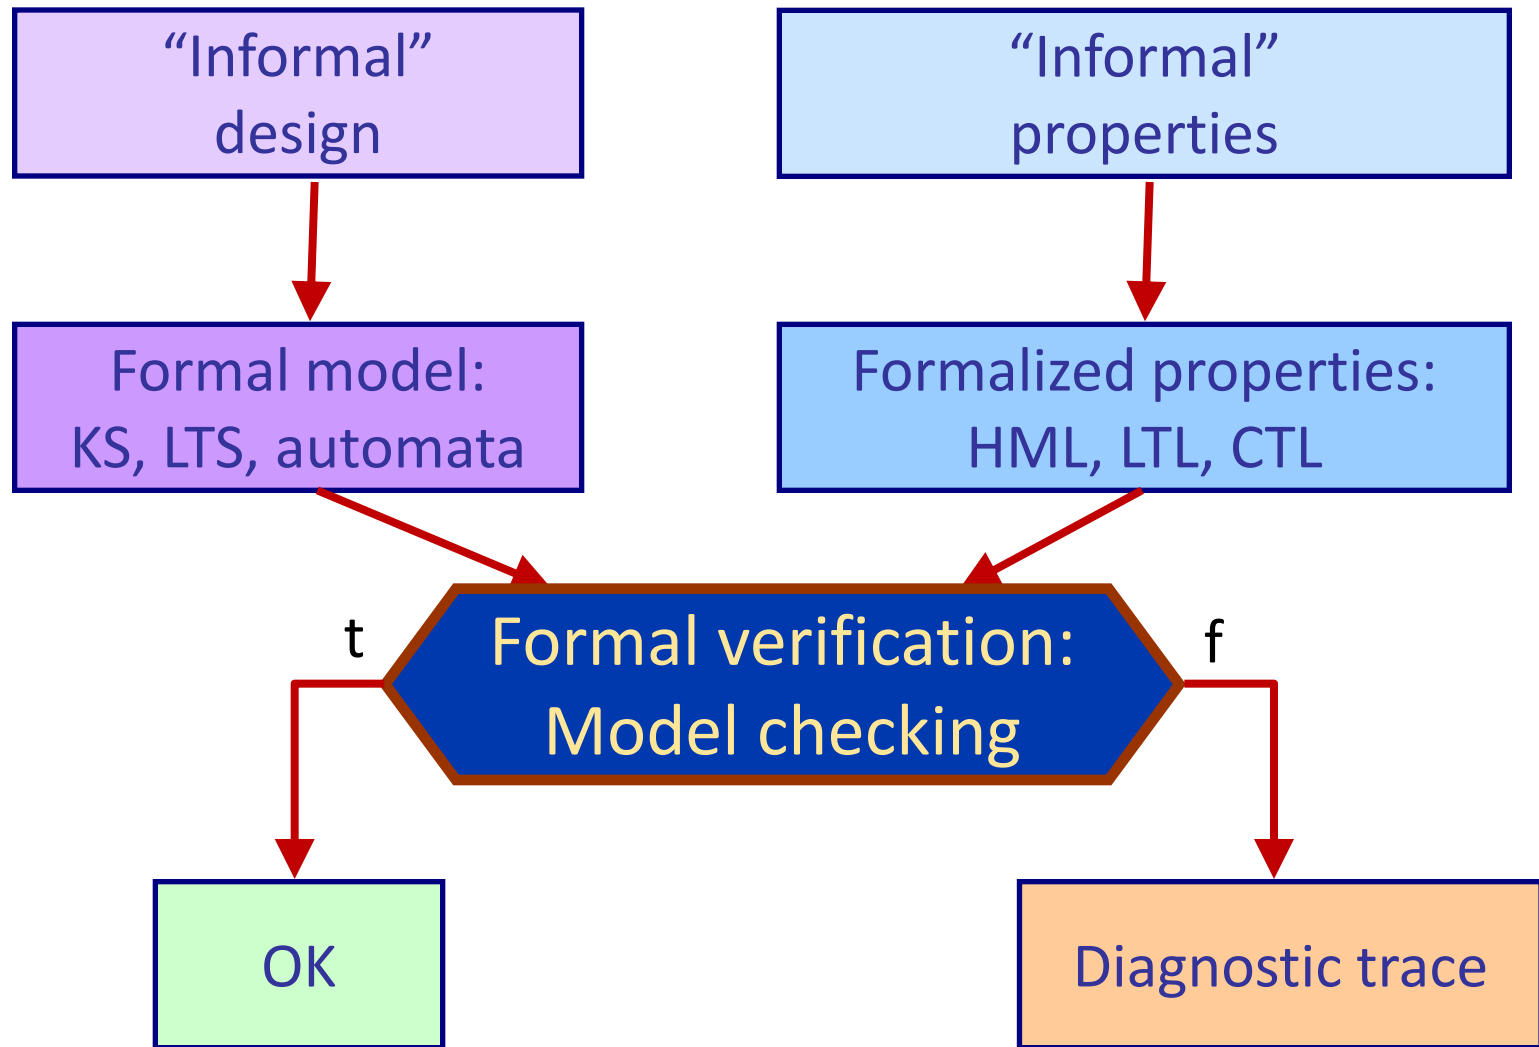 “Informal”
design
“Informal”
properties
Formal model:
KS, LTS, automata
Formalized properties:
HML, LTL, CTL
t
Formal verification:
Model checking
f
OK
Diagnostic trace